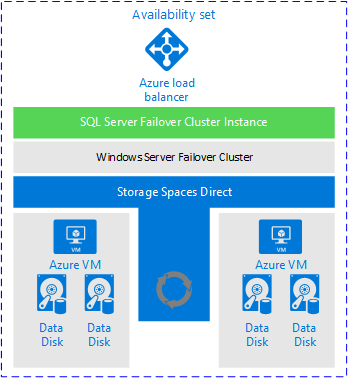 Availability set
Azure load
balancer
SQL Server Failover Cluster Instance
Windows Server Failover Cluster
Storage Spaces Direct
VM
Azure VM
Data
Disk
Data
Disk
VM
Azure VM
Data
Disk
Data
Disk